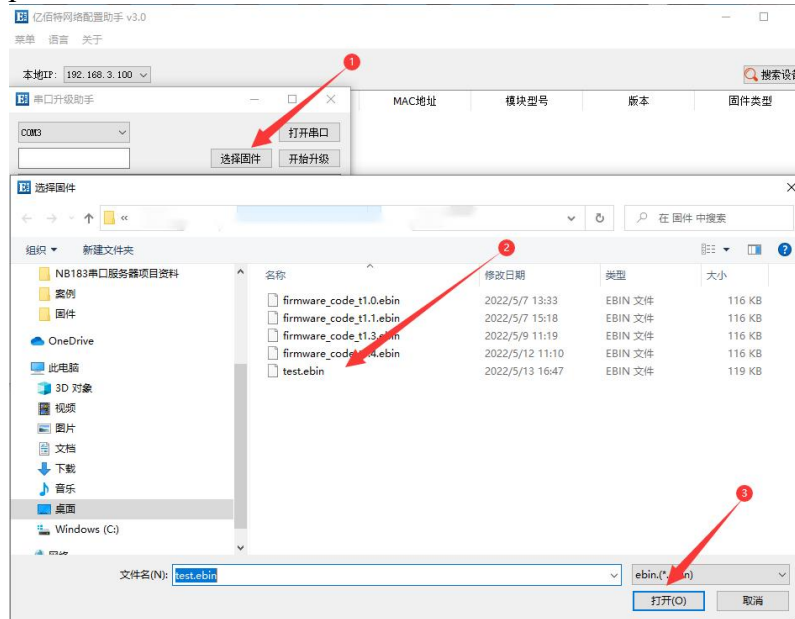 亿佰特网络配置助手 v3.0
菜单 语言 关于
本地IP: 192.168.3.100 搜索设
串口升级助手
MAC地址 模块型号 版本 固件类型
COM3 打开串口
选择固件 开始升级
1
选择固件
« 在 固件 中搜索
组织 新建文件夹
2
名称 修改日期 类型 大小
NB183串口服务器项目资料
案例
固件
OneDrive
此电脑
3D 对象
视频
图片
文档
下载
音乐
桌面
Windows (C:)
firmware_code_t1.0.ebin 2022/5/7 13:33 EBIN 文件 116 KB
firmware_code_t1.1.ebin 2022/5/7 15:18 EBIN 文件 116 KB
firmware_code_t1.3.ebin 2022/5/9 11:19 EBIN 文件 116 KB
firmware_code 4.ebin 2022/5/12 11:10 EBIN 文件 116 KB
test.ebin 2022/5/13 16:47 EBIN 文件 119 KB
3
文件名(N): test.ebin
打开(O) 取消